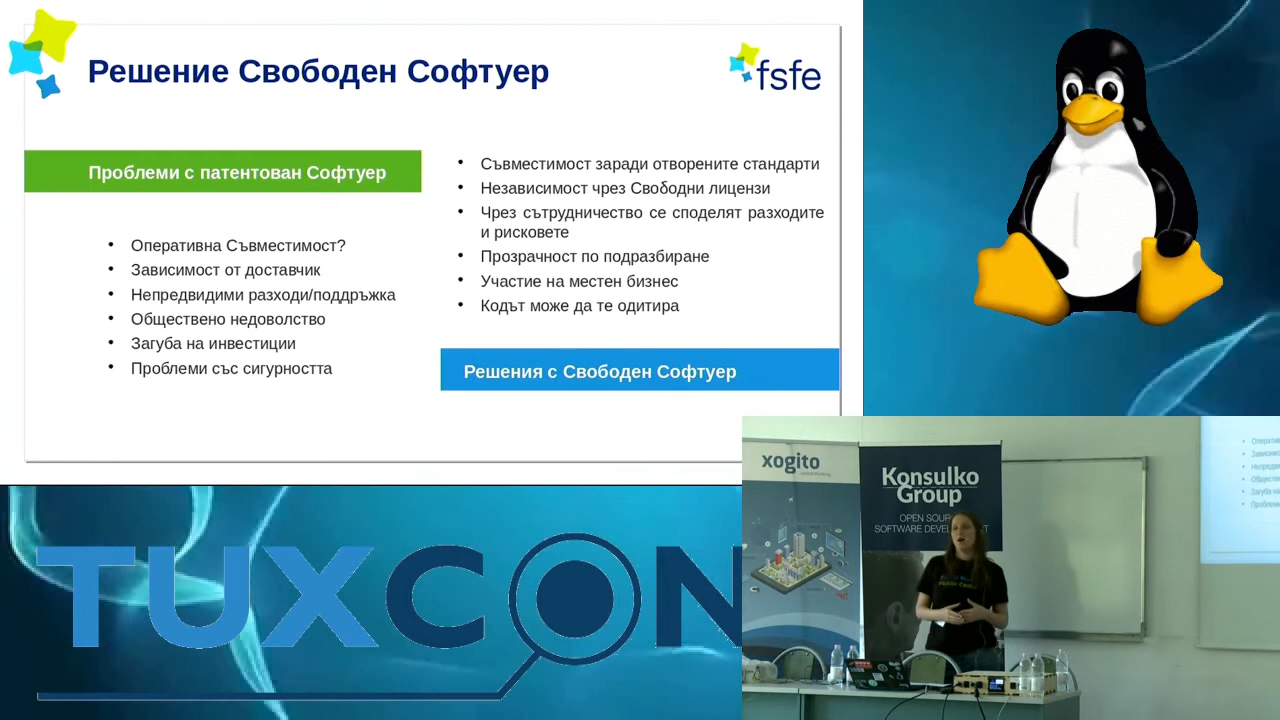 Решение Свободен Софтуер
fsfe
Проблеми с патентован Софтуер
• Оперативна Съвместимост?
• Зависимост от доставчик
• Непредвидими разходи/поддръжка
• Обществено недоволство
• Загуба на инвестиции
• Проблеми със сигурността
• Съвместимост заради отворените стандарти
• Независимост чрез Свободни лицензи
• Чрез сътрудничество се споделят разходите
и рисковете
• Прозрачност по подразбиране
• Участие на местен бизнес
• Кодът може да те одитира
Решения с Свободен Софтуер
TUXCON
xogito
Konsulko
Group
OPEN SOUR
SOFTWARE DEVEL